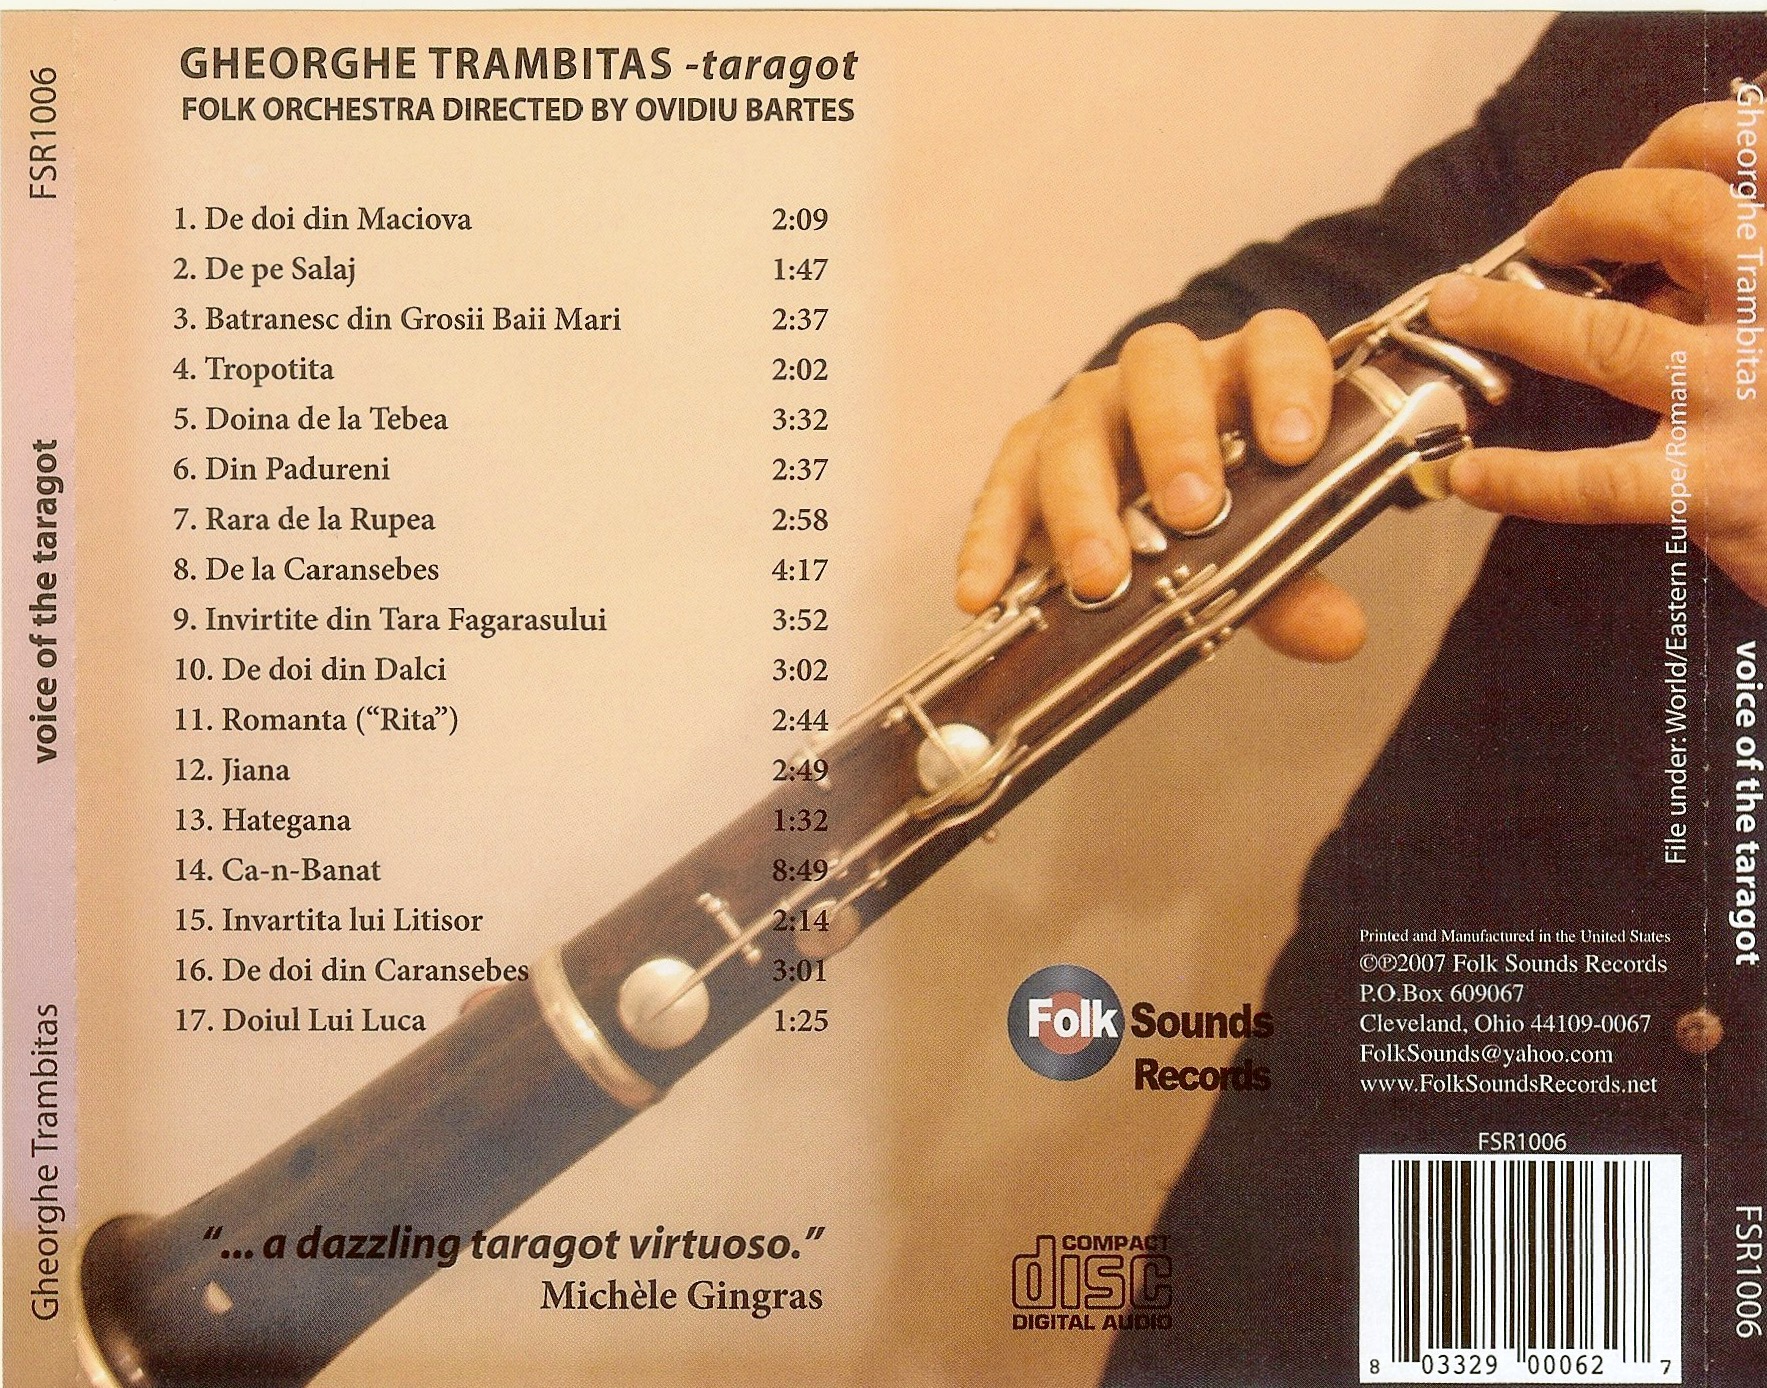 GHEORGHE TRAMBITAS -taragot
FOLK ORCHESTRA DIRECTED BY OVIDIU BARTES
1. De doi din Maciova 2:09
2. De pe Salaj 1:47
3. Batranesc din Grosii Baii Mari 2:37
4. Tropotita 2:02
5. Doina de la Tebea 3:32
6. Din Padureni 2:37
7. Rara de la Rupea 2:58
8. De la Caransebes 4:17
9. Invirtite din Tara Fagarasului 3:52
10. De doi din Dalci 3:02
11. Romanta (“Rita”) 2:44
12. Jiana 2:49
13. Hategana 1:32
14. Ca-n-Banat 8:49
15. Invartita lui Litisor 2:14
16. De doi din Caransebes 3:01
17. Doiul Lui Luca 1:25
“... a dazzling taragot virtuoso.”
Michèle Gingras
Gheorghe Trambitas voice of the taragot FSR1006
Folk Sounds
Records
COMPACT
disc
DIGITAL AUDIO
File under: World/Eastern Europe/Romania
Printed and Manufactured in the United States
©℗2007 Folk Sounds Records
P.O.Box 609067
Cleveland, Ohio 44109-0067
FolkSounds@yahoo.com
www.FolkSoundsRecords.net
FSR1006
8 03329 00062 7
Gheorghe Trambitas voice of the taragot FSR1006